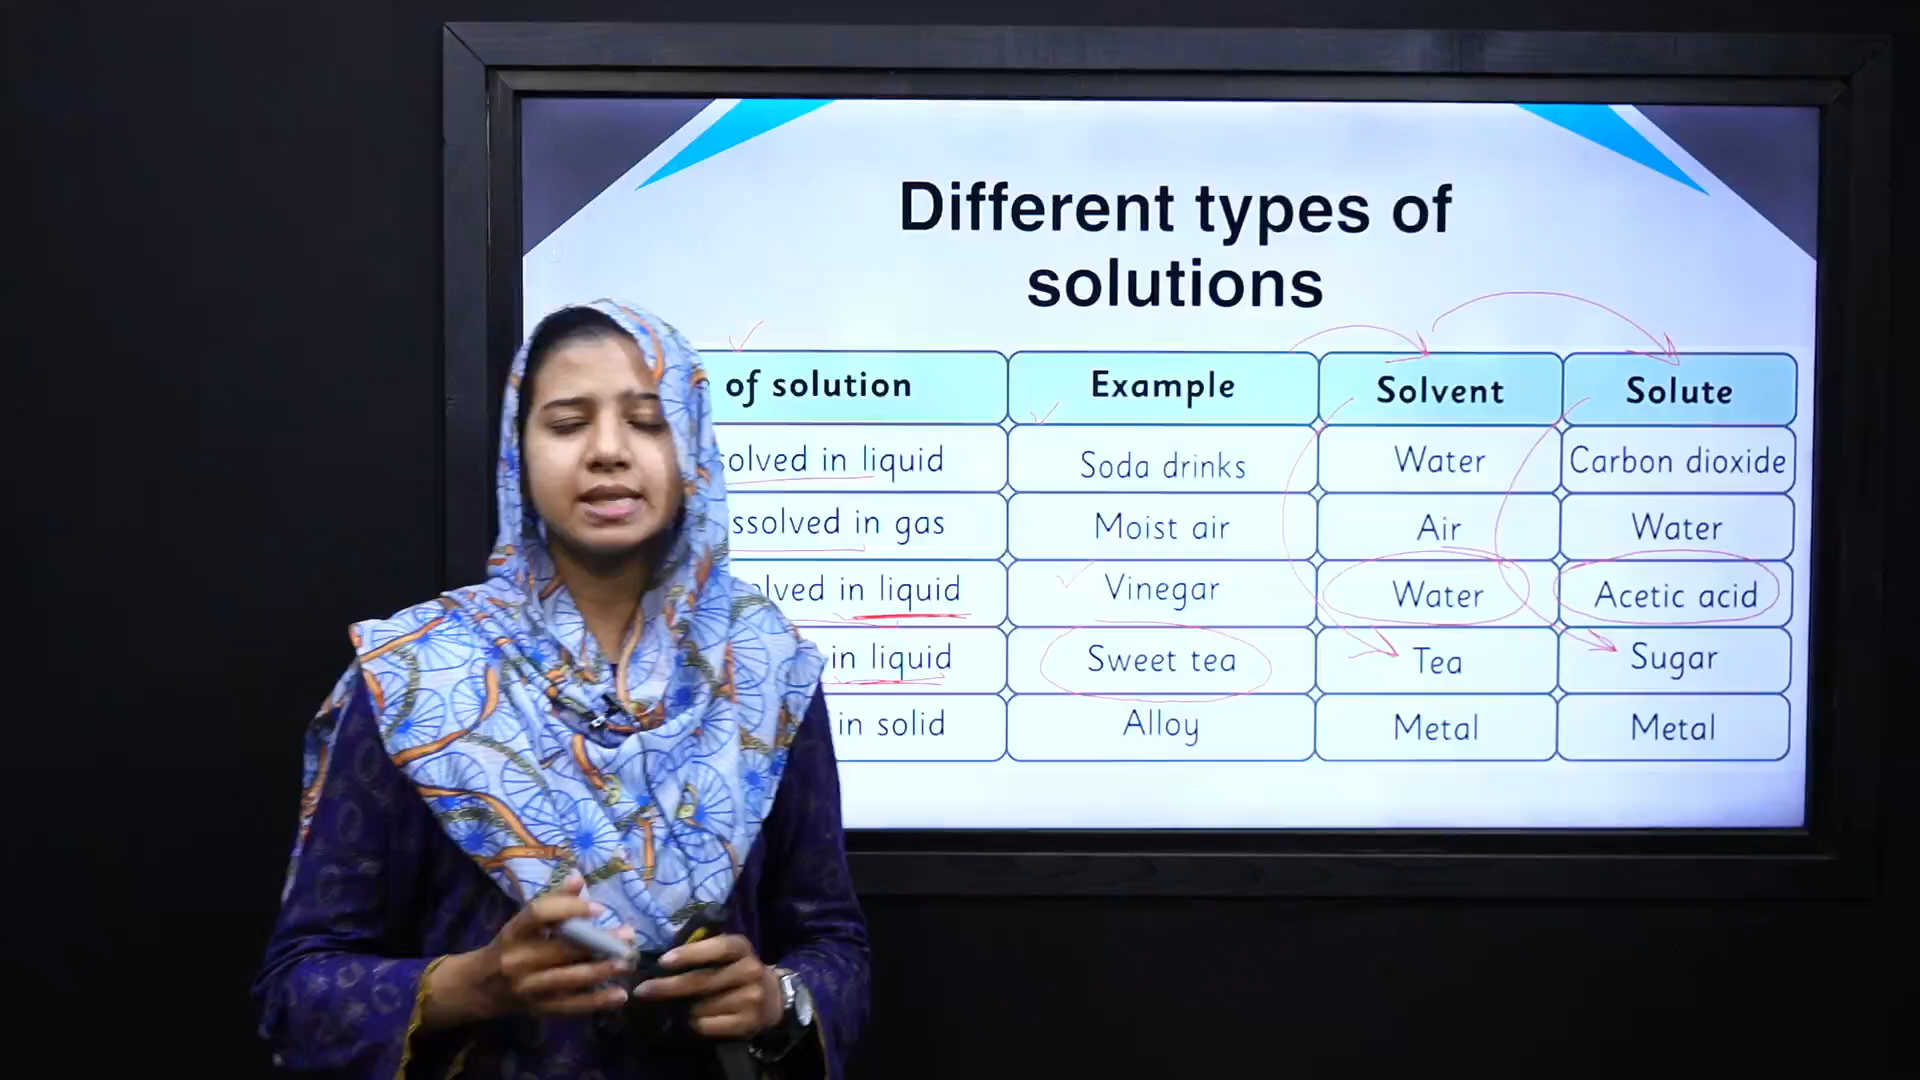 Different types of
solutions
of solution Example Solvent Solute
solved in liquid Soda drinks Water Carbon dioxide
ssolved in gas Moist air Air Water
lved in liquid Vinegar Water Acetic acid
in liquid Sweet tea Tea Sugar
in solid Alloy Metal Metal